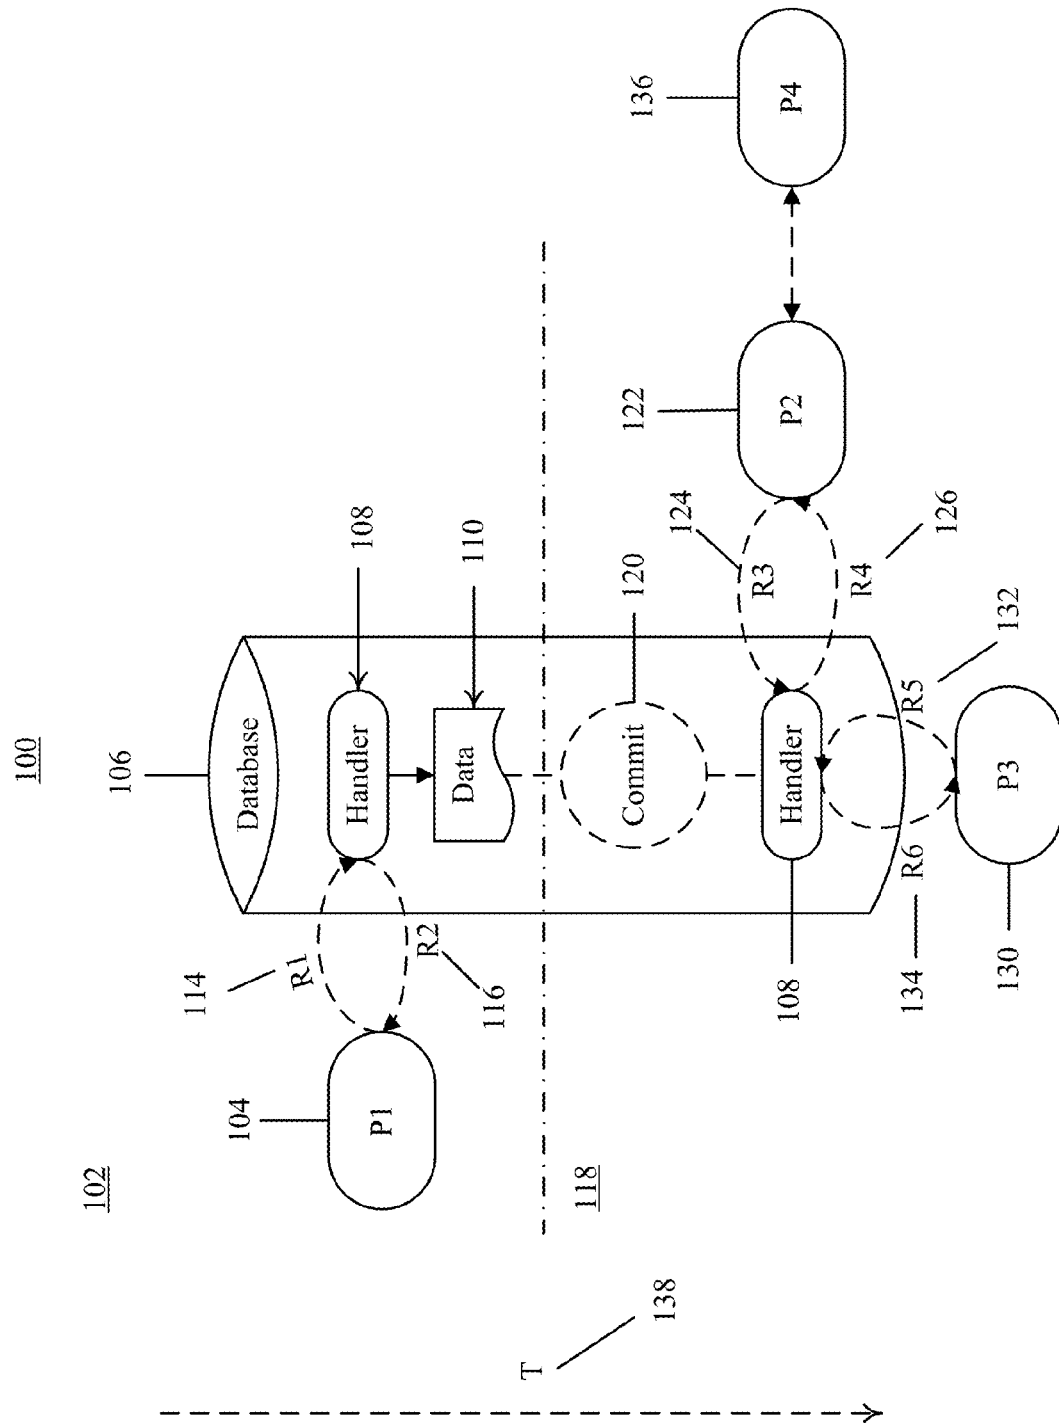 100
102
106
114
104
Database
R1
Handler
108
P1
R2
Data
110
116
T
118
Commit
120
122
136
138
124
R3
108
Handler
P2
P4
R4
134
R6
R5
126
130
P3
132